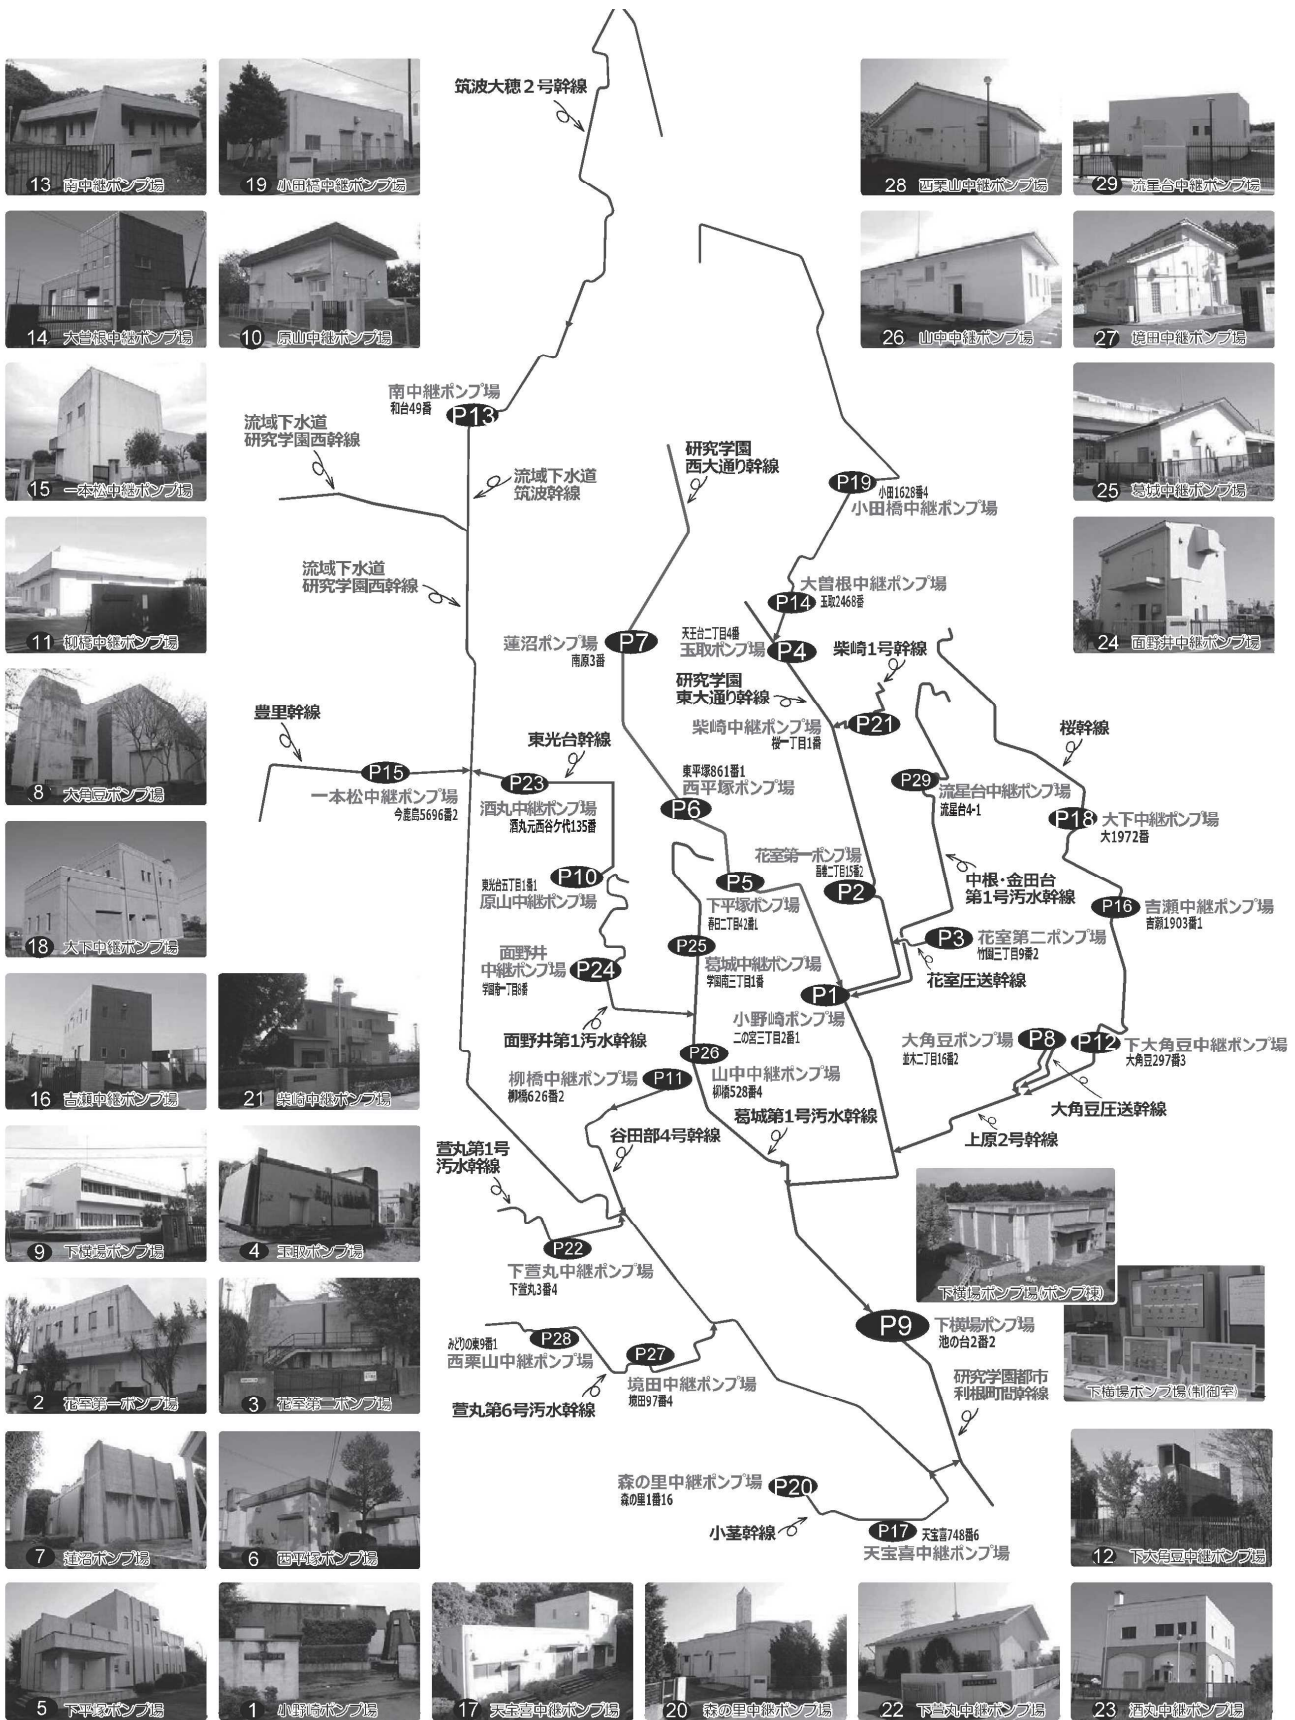 筑波大穂2号幹線
13 南中継ポンプ場
19 小田橋中継ポンプ場
28 西栗山中継ポンプ場
29 流星台中継ポンプ場
14 大曽根中継ポンプ場
10 原山中継ポンプ場
26 山中中継ポンプ場
27 境田中継ポンプ場
南中継ポンプ場
和台49番
P13
流域下水道
研究学園西幹線
流域下水道
筑波幹線
研究学園
西大通り幹線
P19
小田1628番4
小田橋中継ポンプ場
15 一本松中継ポンプ場
25 葛城中継ポンプ場
流域下水道
研究学園西幹線
大曽根中継ポンプ場
P14
玉取2468番
11 柳橋中継ポンプ場
24 面野井中継ポンプ場
蓮沼ポンプ場
南原3番
P7
天王台二丁目4番
玉取ポンプ場
P4
柴崎1号幹線
研究学園
東大通り幹線
柴崎中継ポンプ場
桜一丁目1番
P21
豊里幹線
東光台幹線
桜幹線
8 大角豆ポンプ場
P15
一本松中継ポンプ場
今鹿島5696番2
P23
酒丸中継ポンプ場
酒丸元西谷ケ代135番
東平塚861番1
西平塚ポンプ場
P6
P29
流星台中継ポンプ場
流星台4-1
P18
大下中継ポンプ場
大1972番
花室第一ポンプ場
吾妻二丁目15番2
P2
中根・金田台
第1号汚水幹線
東光台五丁目1番1
P10
原山中継ポンプ場
P5
下平塚ポンプ場
春日二丁目42番1
P16
吉瀬中継ポンプ場
吉瀬1903番1
18 大下中継ポンプ場
P3
花室第二ポンプ場
竹園三丁目9番2
花室圧送幹線
面野井
中継ポンプ場
学園南一丁目8番
P24
P25
葛城中継ポンプ場
学園南三丁目1番
P1
小野崎ポンプ場
二の宮三丁目2番1
面野井第1汚水幹線
大角豆ポンプ場
並木二丁目16番2
P8
P12
下大角豆中継ポンプ場
大角豆297番3
16 吉瀬中継ポンプ場
21 柴崎中継ポンプ場
P26
山中中継ポンプ場
柳橋528番4
柳橋中継ポンプ場
柳橋626番2
P11
大角豆圧送幹線
上原2号幹線
葛城第1号汚水幹線
谷田部4号幹線
萱丸第1号
汚水幹線
9 下横場ポンプ場
4 玉取ポンプ場
P22
下萱丸中継ポンプ場
下萱丸3番4
下横場ポンプ場(ポンプ棟)
下横場ポンプ場(制御室)
P9
下横場ポンプ場
池の台2番2
みどりの東9番1
P28
西栗山中継ポンプ場
P27
境田中継ポンプ場
境田97番4
萱丸第6号汚水幹線
研究学園都市
利根町間幹線
2 花室第一ポンプ場
3 花室第二ポンプ場
森の里中継ポンプ場
森の里1番16
P20
小茎幹線
P17
天宝喜748番6
天宝喜中継ポンプ場
7 蓮沼ポンプ場
6 西平塚ポンプ場
12 下大角豆中継ポンプ場
5 下平塚ポンプ場
1 小野崎ポンプ場
17 天宝喜中継ポンプ場
20 森の里中継ポンプ場
22 下萱丸中継ポンプ場
23 酒丸中継ポンプ場